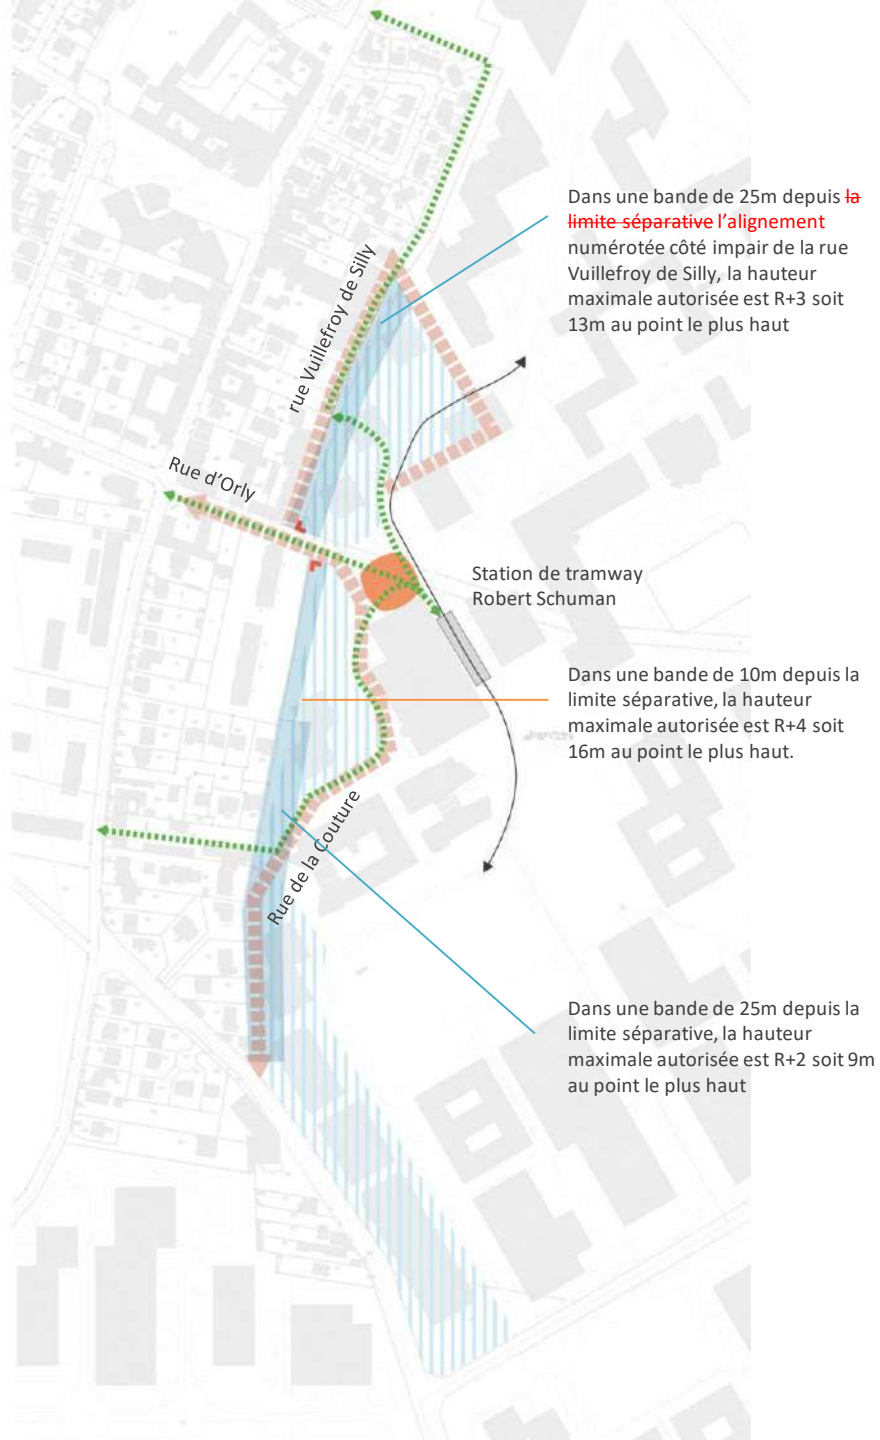 Dans une bande de 25m depuis la
limite séparative l'alignement
numérotée côté impair de la rue
Vuillefroy de Silly, la hauteur
maximale autorisée est R+3 soit
13m au point le plus haut
rue Vuillefroy de Silly
Rue d'Orly
Station de tramway
Robert Schuman
Dans une bande de 10m depuis la
limite séparative, la hauteur
maximale autorisée est R+4 soit
16m au point le plus haut.
Rue de la Couture
Dans une bande de 25m depuis la
limite séparative, la hauteur
maximale autorisée est R+2 soit 9m
au point le plus haut